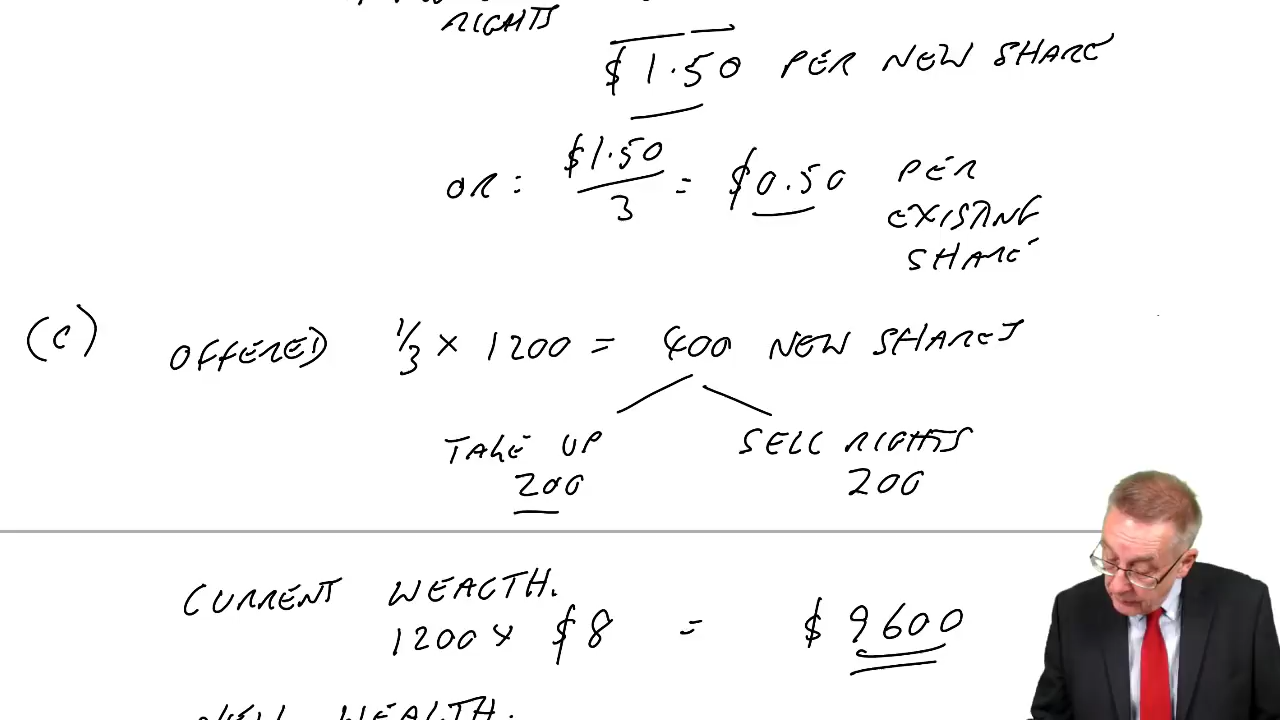 RIGHTS
$1.50 PER NEW SHARE
OR: $1.50/3 = $0.50 PER
EXISTING
SHARE
(c) OFFERED 1/3 × 1200 = 400 NEW SHARES
TAKE UP SELL RIGHTS
200 200
CURRENT WEALTH.
1200 × $8 = $9600
NEW WEALTH.